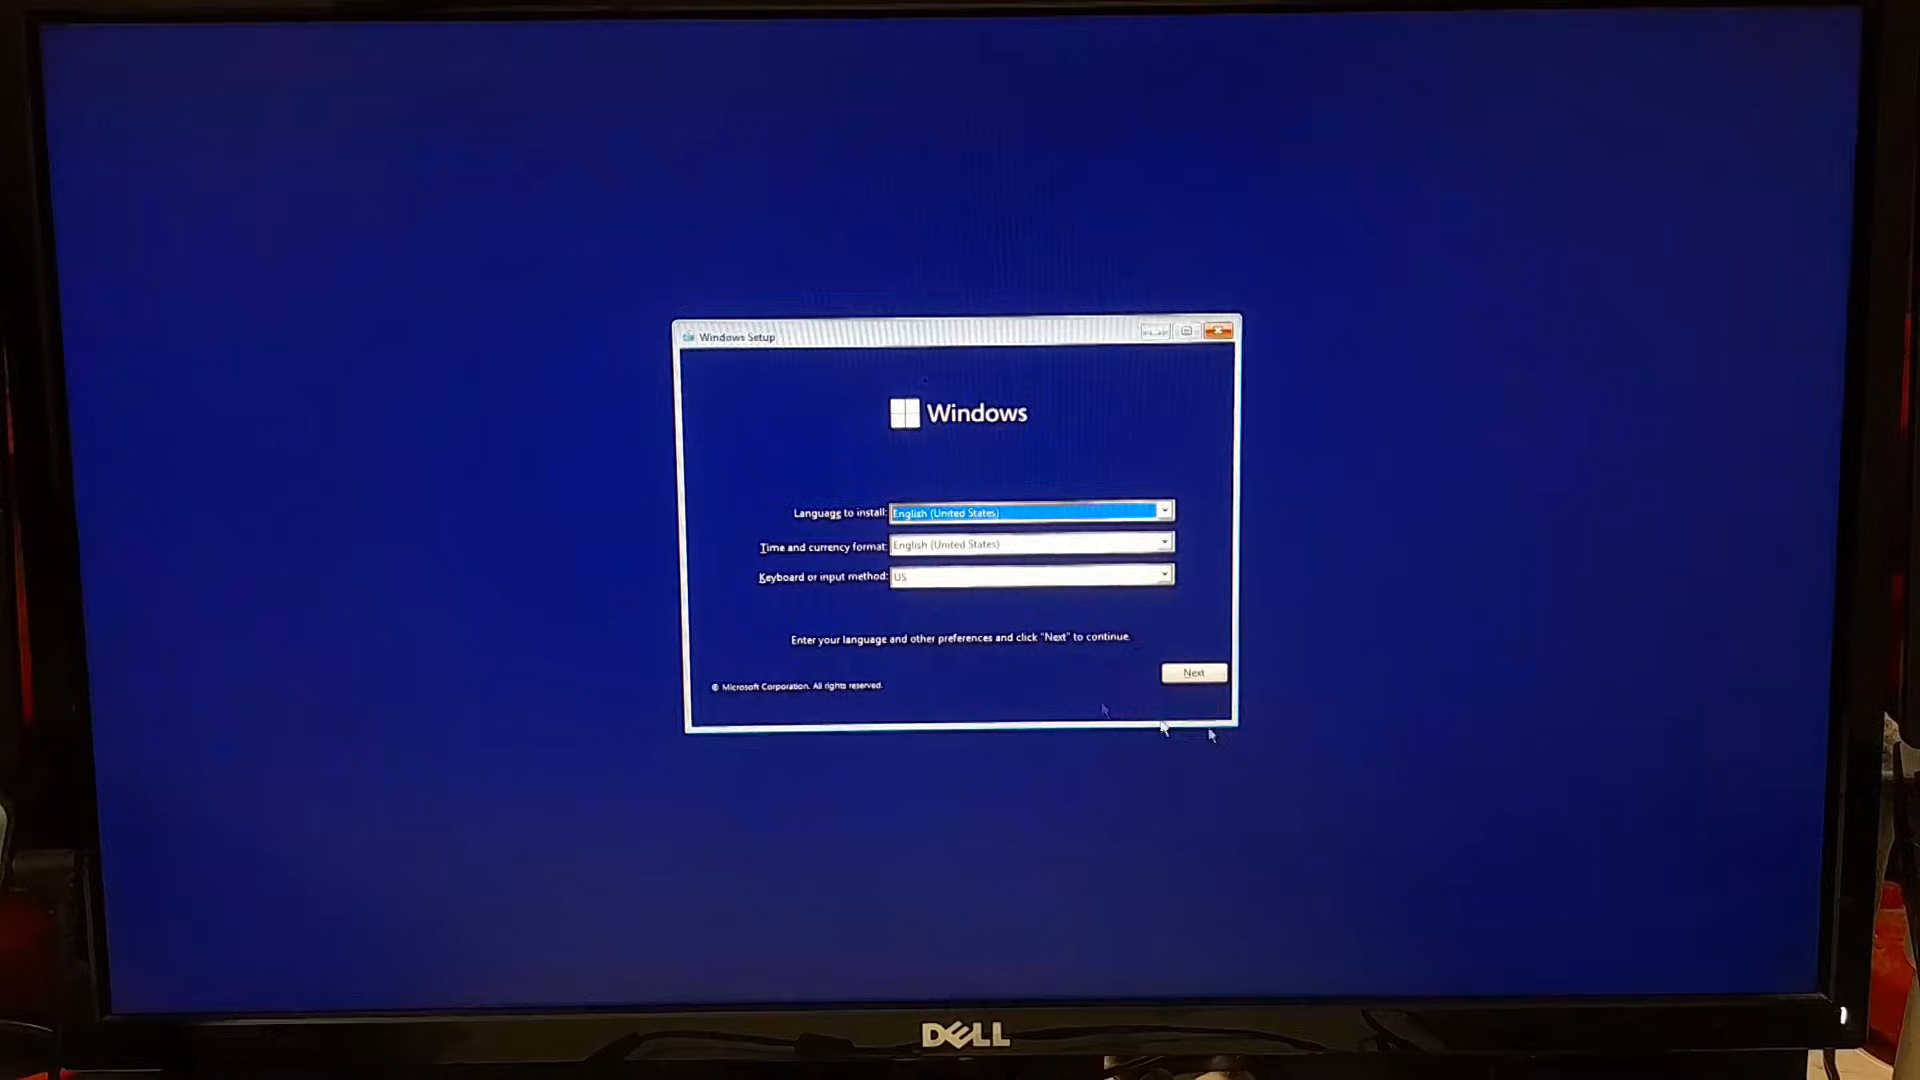 Windows Setup
Windows
Language to install: English (United States)
Time and currency format: English (United States)
Keyboard or input method: US
Enter your language and other preferences and click "Next" to continue.
Next
© Microsoft Corporation. All rights reserved.
DELL